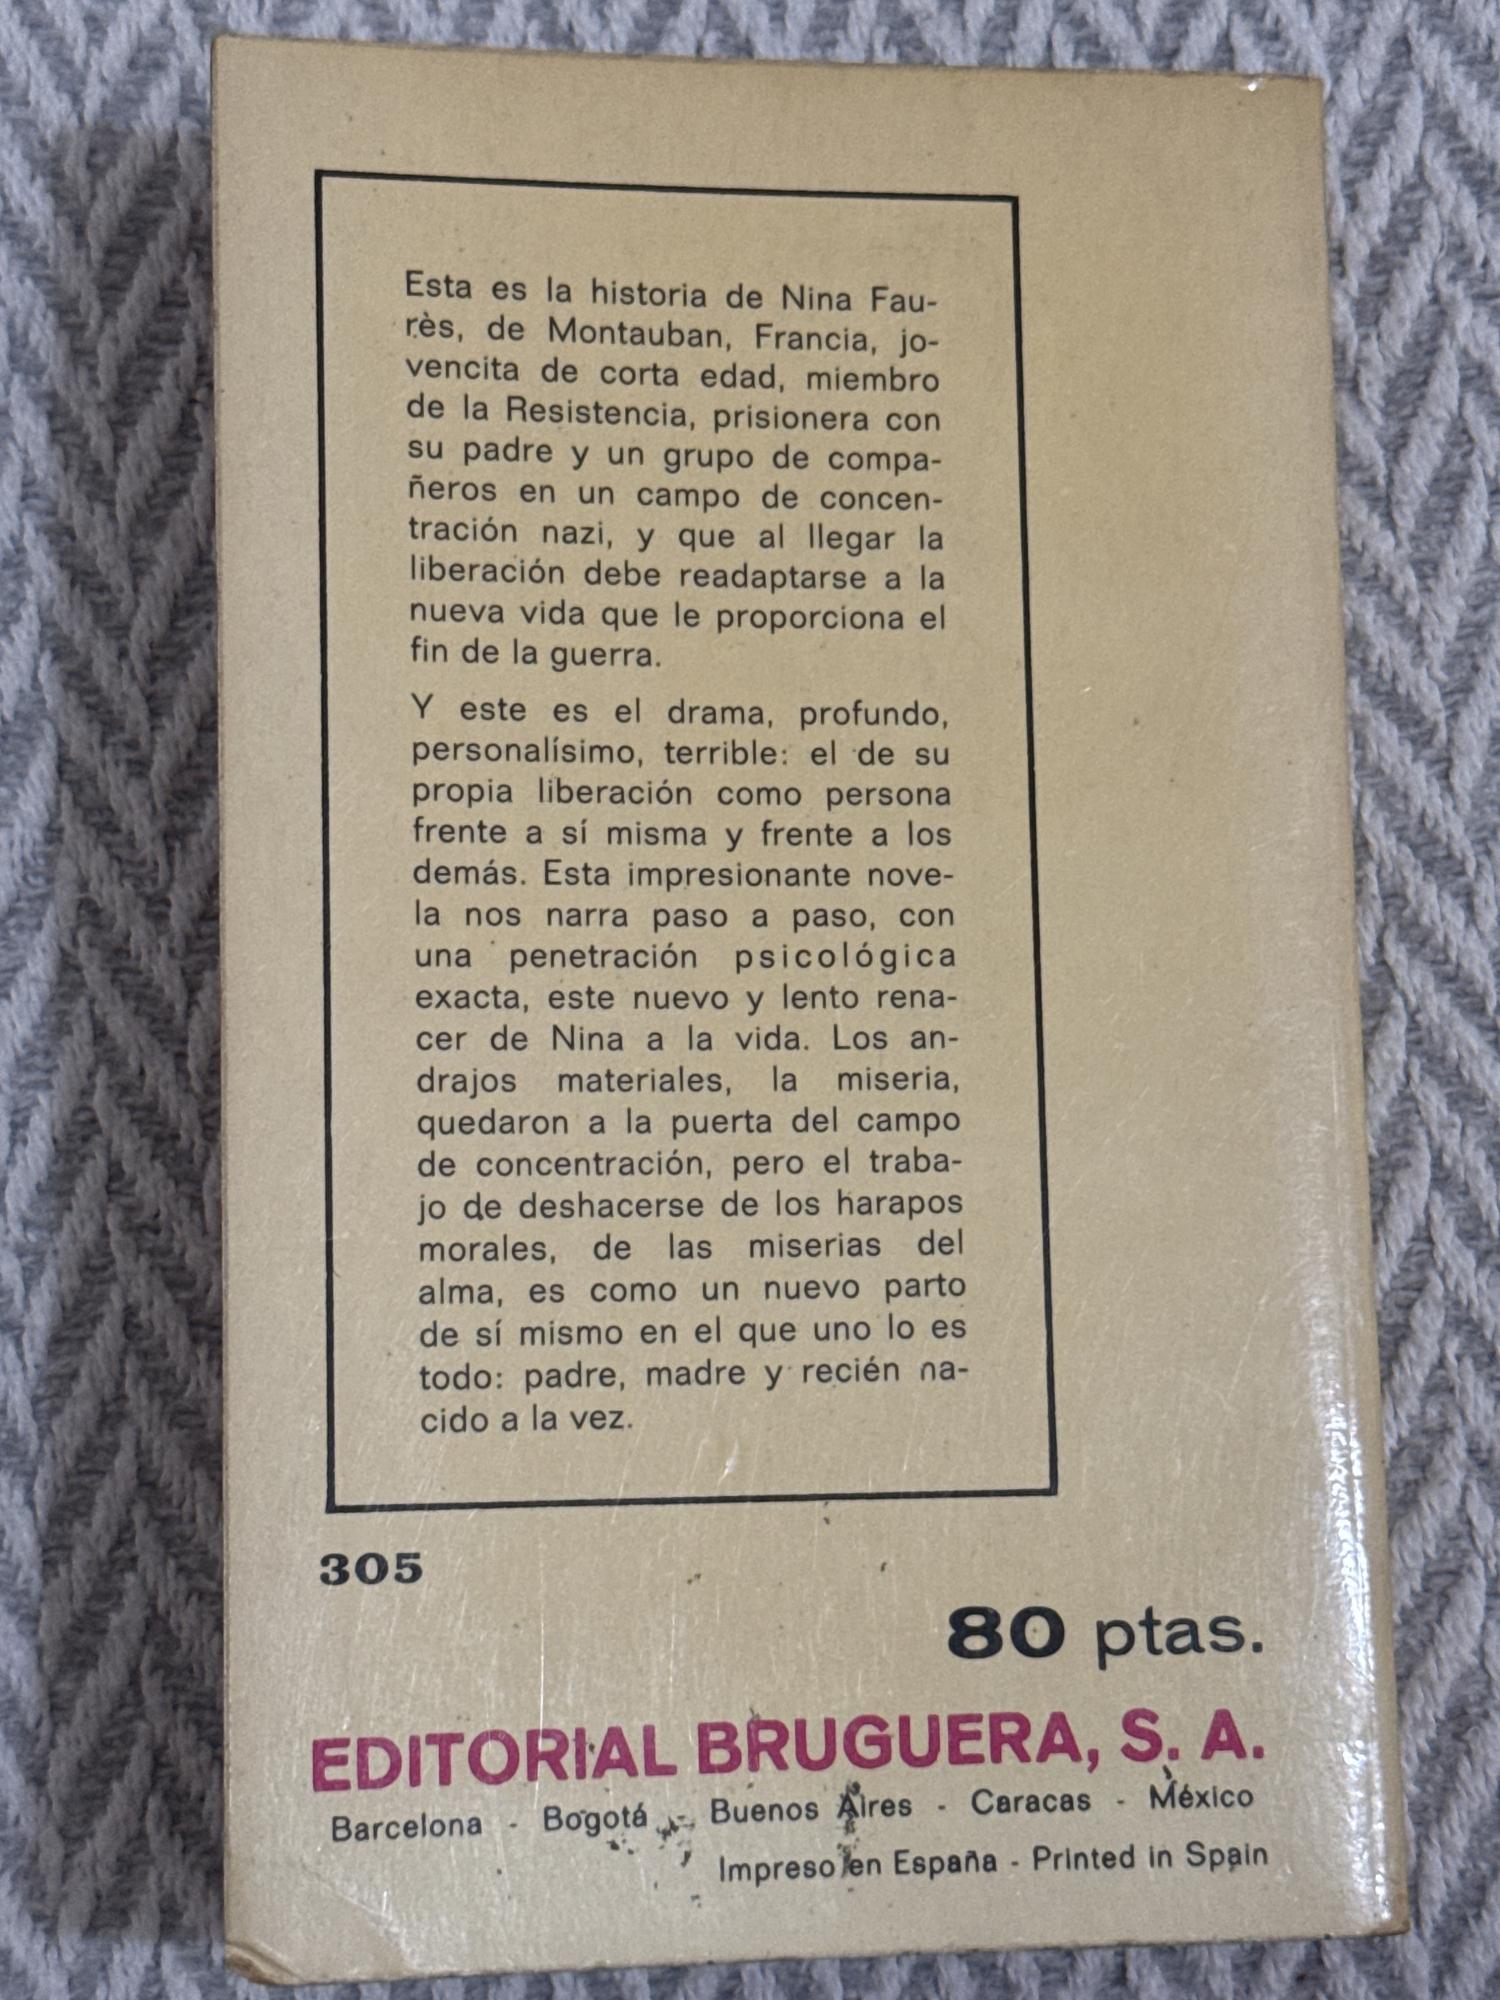 Esta es la historia de Nina Fau-
rès, de Montauban, Francia, jo-
vencita de corta edad, miembro
de la Resistencia, prisionera con
su padre y un grupo de compa-
ñeros en un campo de concen-
tración nazi, y que al llegar la
liberación debe readaptarse a la
nueva vida que le proporciona el
fin de la guerra.
Y este es el drama, profundo,
personalísimo, terrible: el de su
propia liberación como persona
frente a sí misma y frente a los
demás. Esta impresionante nove-
la nos narra paso a paso, con
una penetración psicológica
exacta, este nuevo y lento rena-
cer de Nina a la vida. Los an-
drajos materiales, la miseria,
quedaron a la puerta del campo
de concentración, pero el traba-
jo de deshacerse de los harapos
morales, de las miserias del
alma, es como un nuevo parto
de sí mismo en el que uno lo es
todo: padre, madre y recién na-
cido a la vez.
305
80 ptas.
EDITORIAL BRUGUERA, S. A.
Barcelona - Bogotá - Buenos Aires - Caracas - México
Impreso en España - Printed in Spain